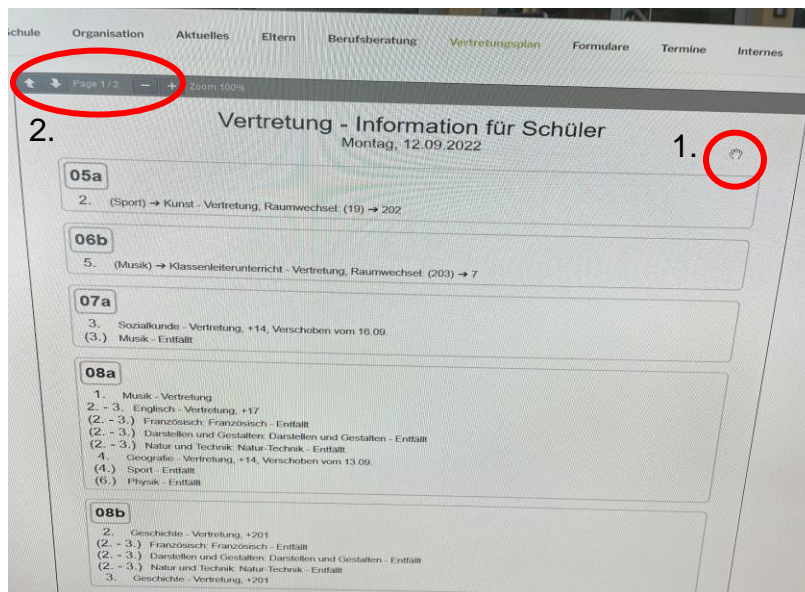 Schule Organisation Aktuelles Eltern Berufsberatung Vertretungsplan Formulare Termine Internes
Page 1 / 2 − + Zoom 100%
2.
1.
Vertretung - Information für Schüler
Montag, 12.09.2022
05a
2. (Sport) → Kunst - Vertretung, Raumwechsel: (19) → 202
06b
5. (Musik) → Klassenleiterunterricht - Vertretung, Raumwechsel: (203) → 7
07a
3. Sozialkunde - Vertretung, +14, Verschoben vom 16.09.
(3.) Musik - Entfällt
08a
1. Musik - Vertretung
2. - 3. Englisch - Vertretung, +17
(2. - 3.) Französisch: Französisch - Entfällt
(2. - 3.) Darstellen und Gestalten: Darstellen und Gestalten - Entfällt
(2. - 3.) Natur und Technik: Natur-Technik - Entfällt
4. Geografie - Vertretung, +14, Verschoben vom 13.09.
(4.) Sport - Entfällt
(6.) Physik - Entfällt
08b
2. Geschichte - Vertretung, +201
(2. - 3.) Französisch: Französisch - Entfällt
(2. - 3.) Darstellen und Gestalten: Darstellen und Gestalten - Entfällt
(2. - 3.) Natur und Technik: Natur-Technik - Entfällt
3. Geschichte - Vertretung, +201